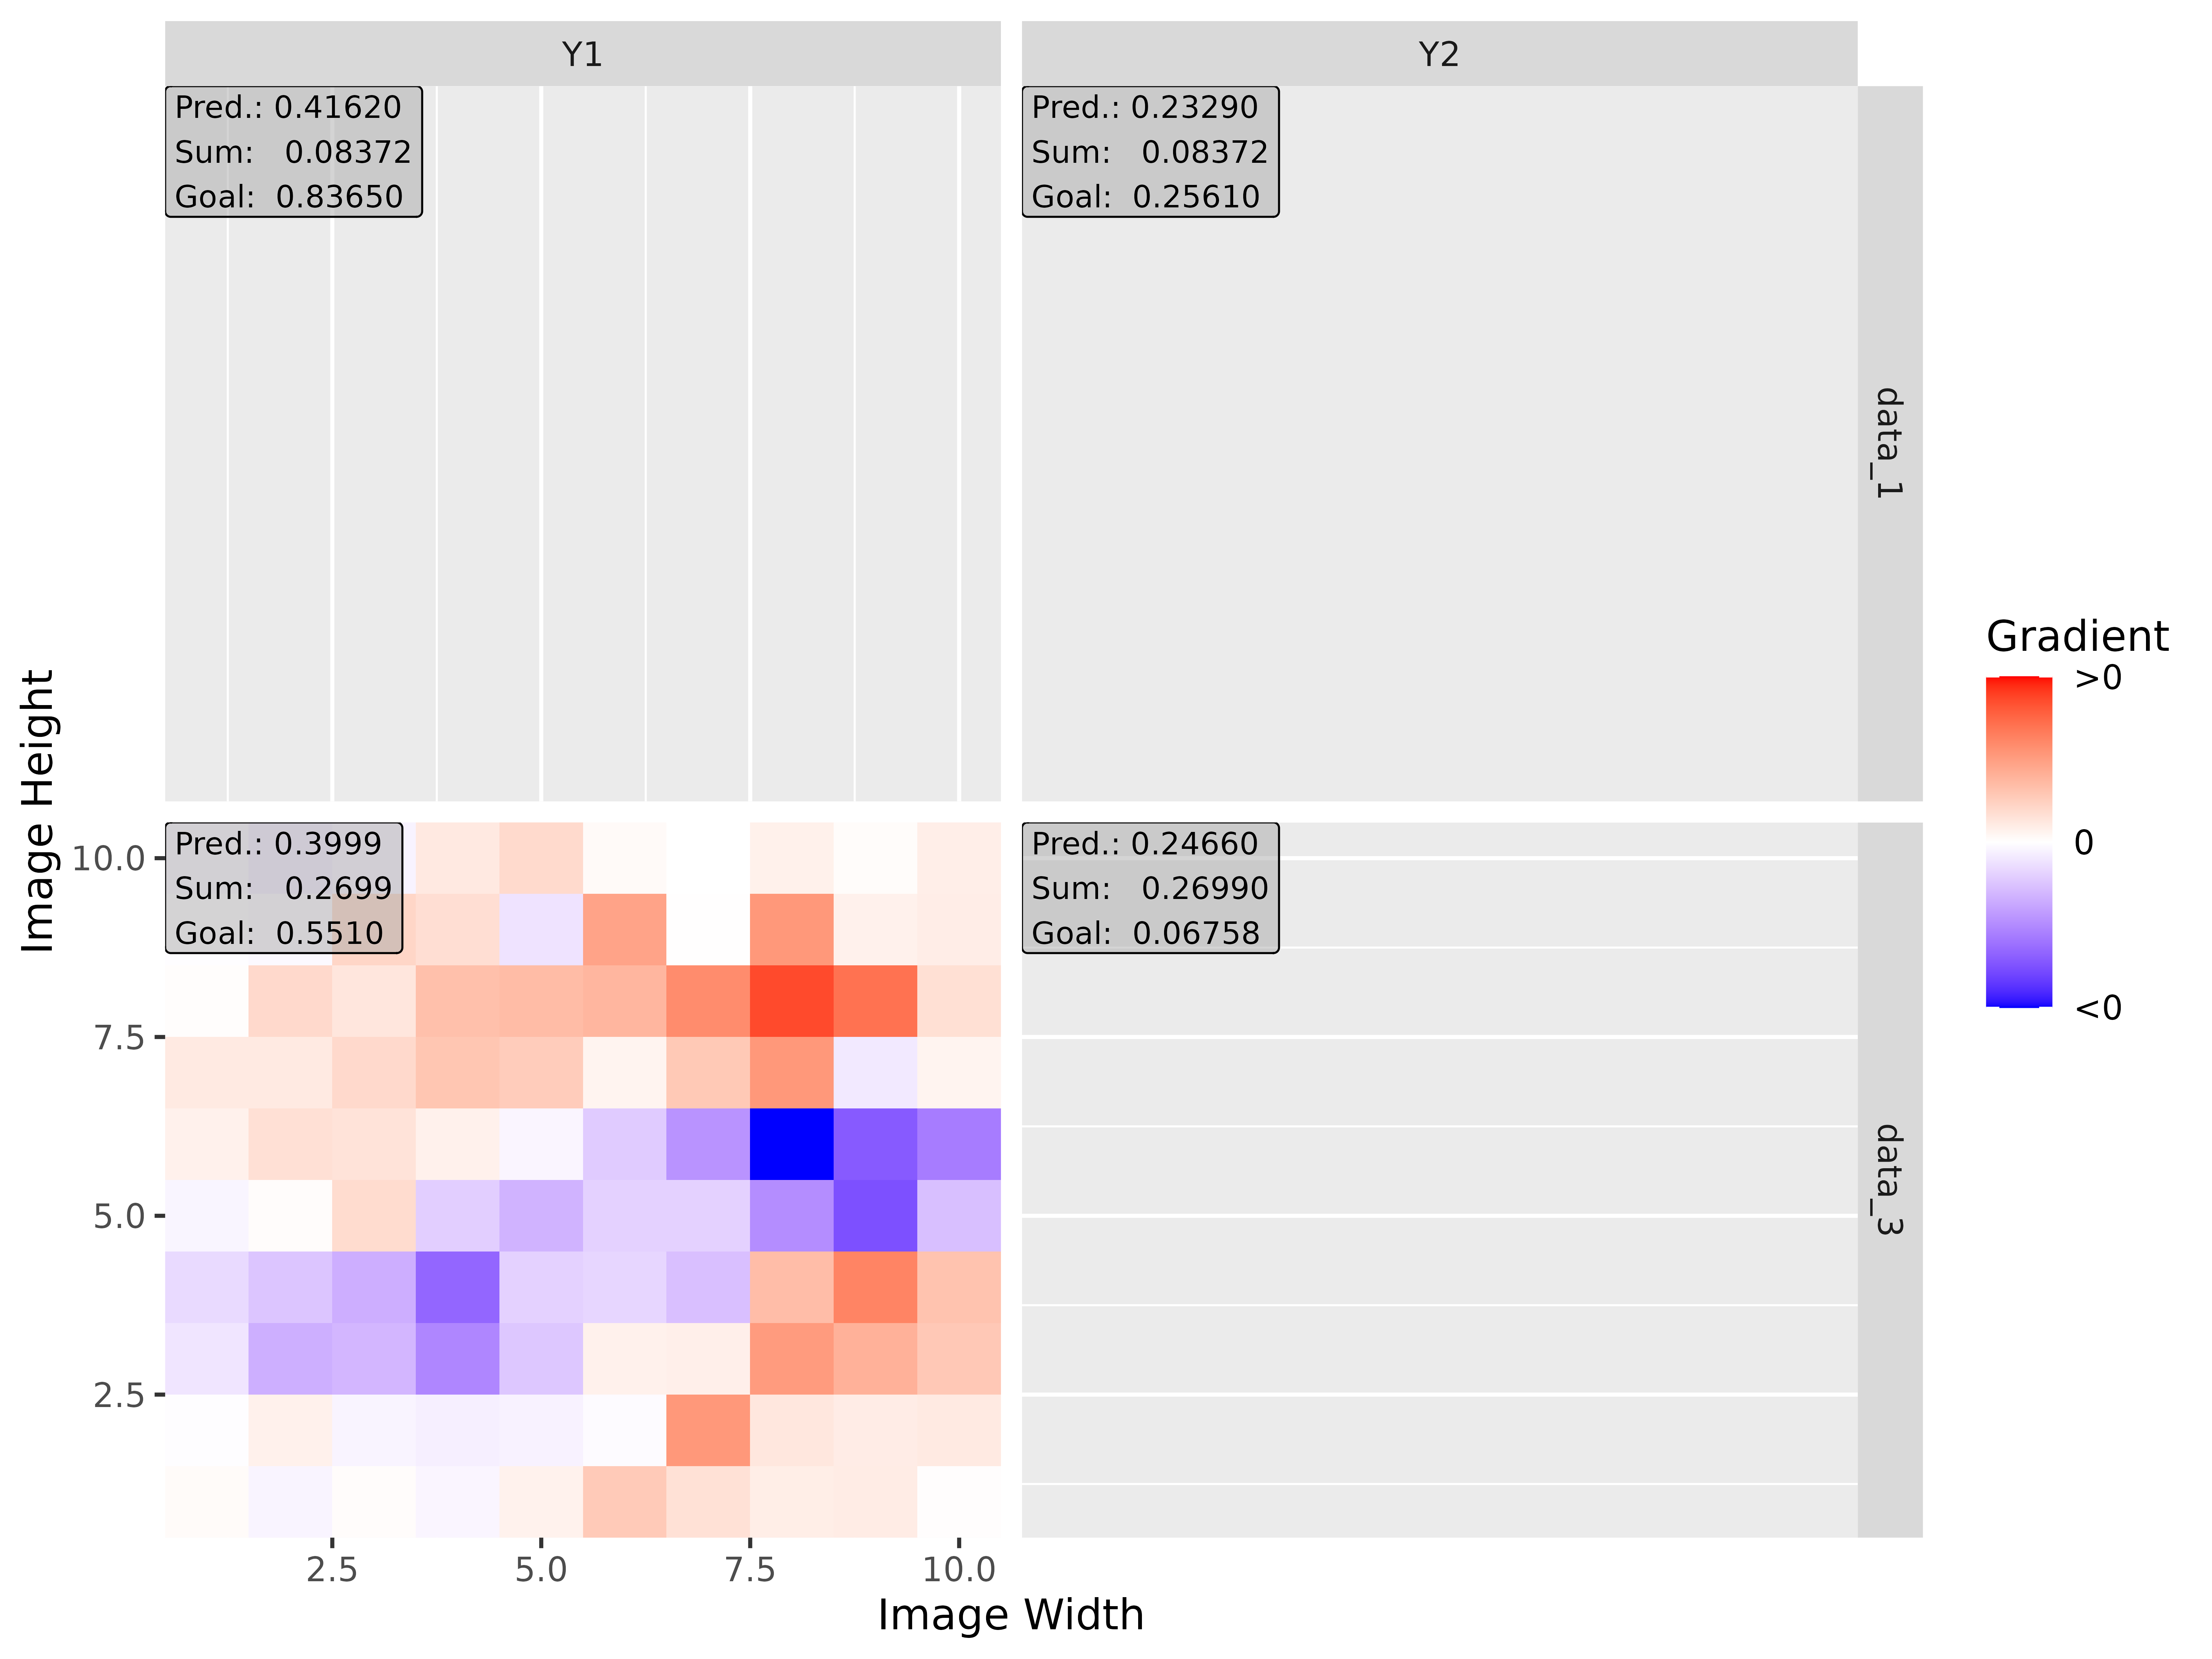 Y1
Y2
Pred.: 0.41620
Sum: 0.08372
Goal: 0.83650
Pred.: 0.23290
Sum: 0.08372
Goal: 0.25610
data_1
Pred.: 0.3999
Sum: 0.2699
Goal: 0.5510
Pred.: 0.24660
Sum: 0.26990
Goal: 0.06758
data_3
Image Height
10.0
7.5
5.0
2.5
2.5
5.0
7.5
10.0
Image Width
Gradient
>0
0
<0